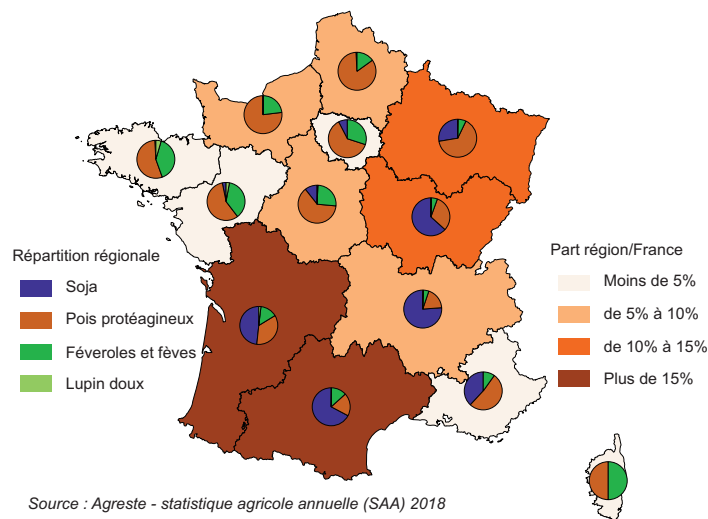 Répartition régionale
Soja
Pois protéagineux
Féveroles et fèves
Lupin doux
Part région/France
Moins de 5%
de 5% à 10%
de 10% à 15%
Plus de 15%
Source : Agreste - statistique agricole annuelle (SAA) 2018